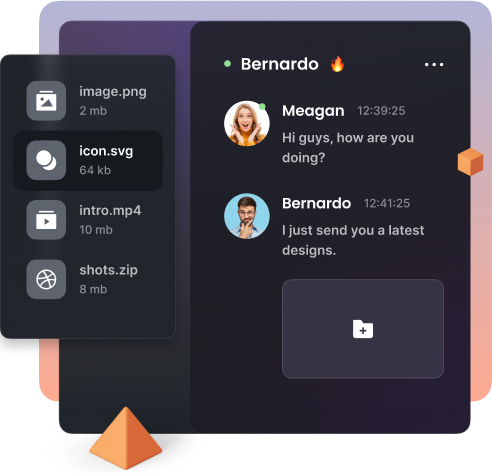 image.png
2 mb
icon.svg
64 kb
intro.mp4
10 mb
shots.zip
8 mb
Bernardo 🔥
Meagan 12:39:25
Hi guys, how are you
doing?
Bernardo 12:41:25
I just send you a latest
designs.